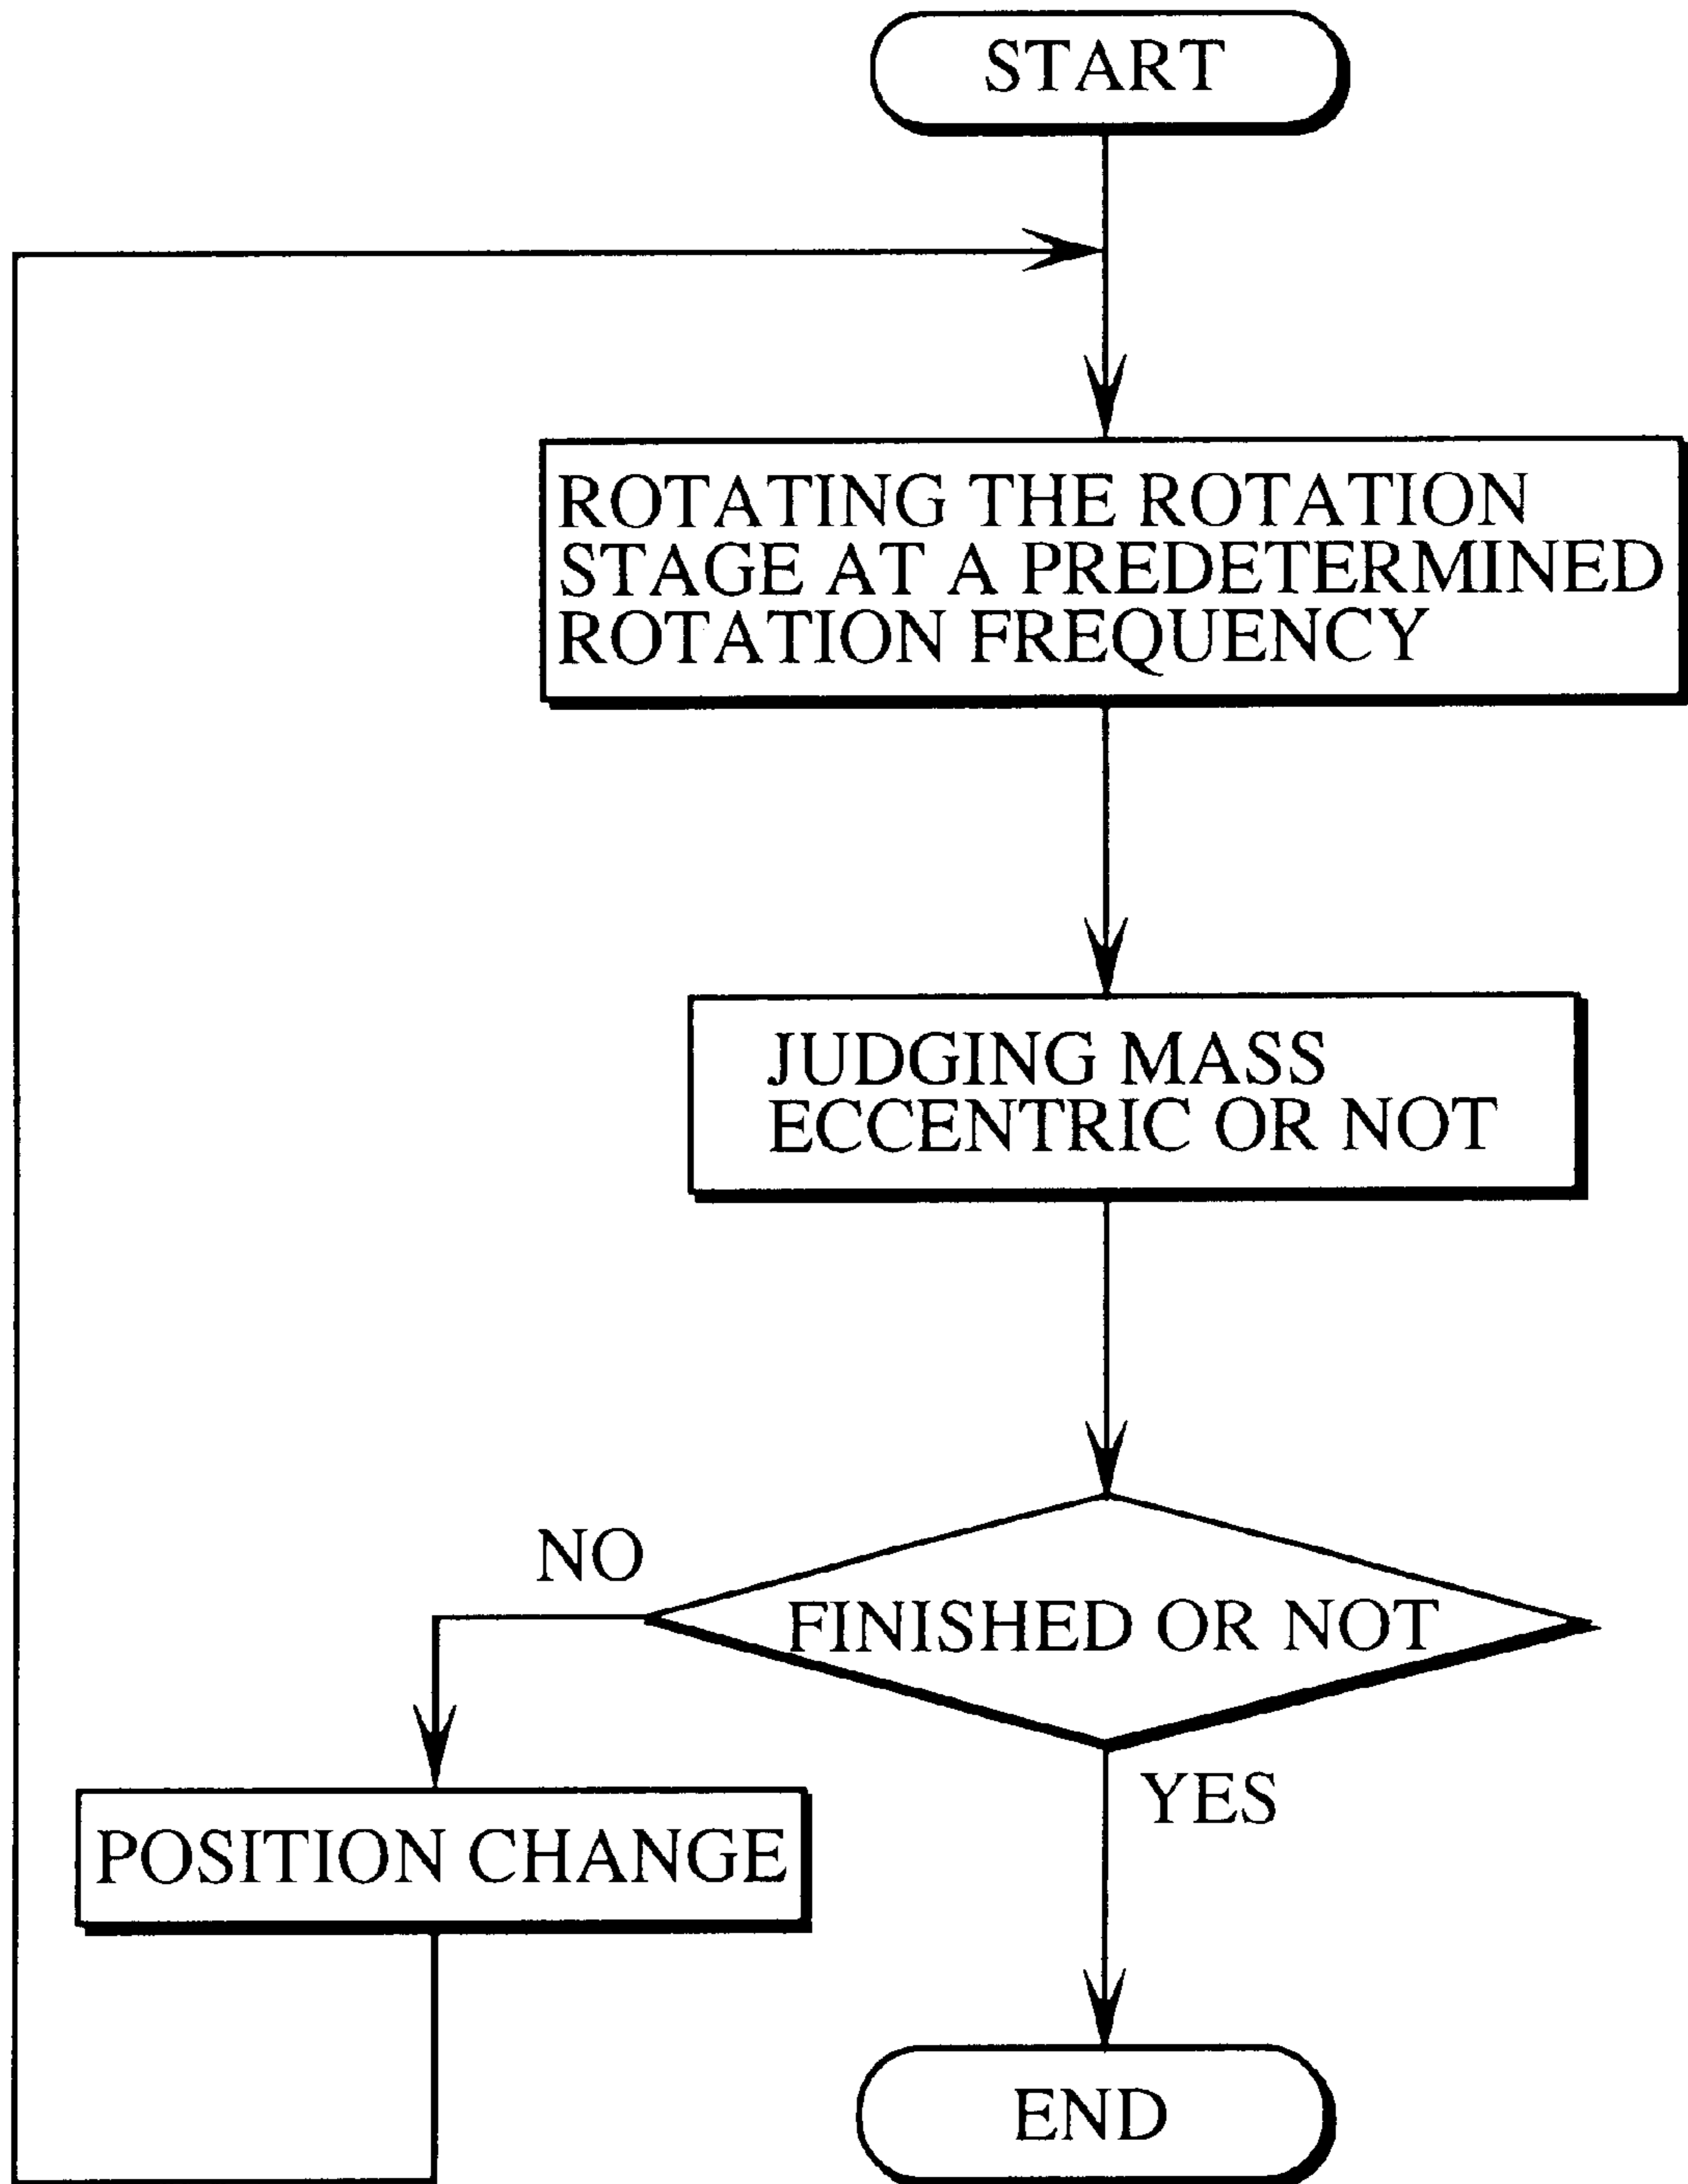 START
ROTATING THE ROTATION
STAGE AT A PREDETERMINED
ROTATION FREQUENCY
JUDGING MASS
ECCENTRIC OR NOT
FINISHED OR NOT
NO
YES
POSITION CHANGE
END